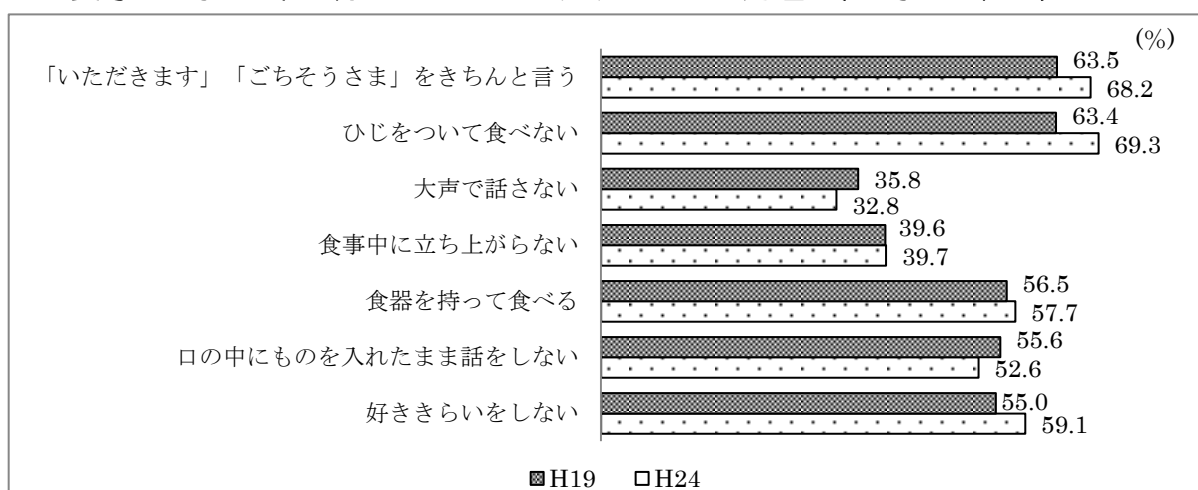 (%)
「いただきます」「ごちそうさま」をきちんと言う
63.5
68.2
ひじをついて食べない
63.4
69.3
大声で話さない
35.8
32.8
食事中に立ち上がらない
39.6
39.7
食器を持って食べる
56.5
57.7
口の中にものを入れたまま話をしない
55.6
52.6
好ききらいをしない
55.0
59.1
H19 H24